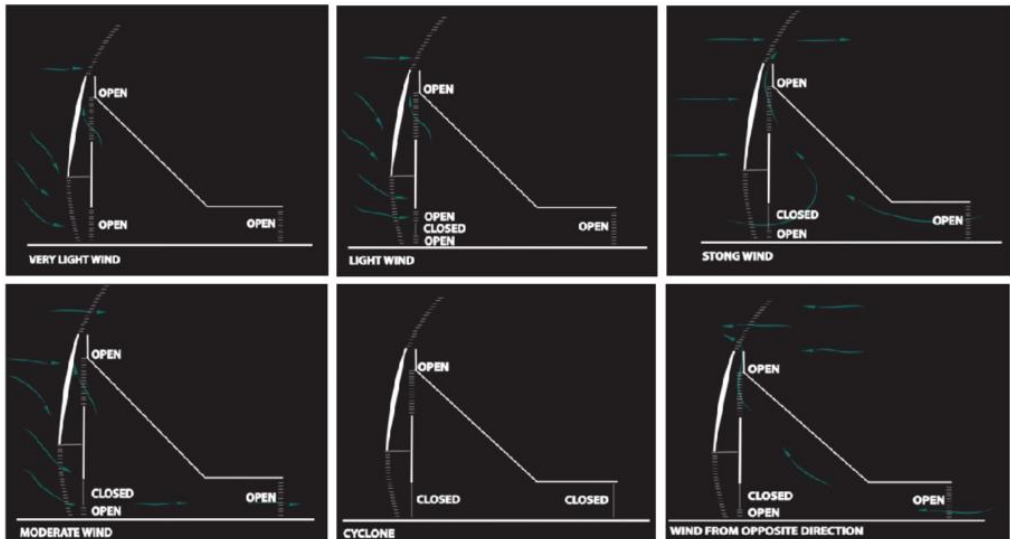 OPEN
OPEN
OPEN
VERY LIGHT WIND
OPEN
OPEN
CLOSED
OPEN
OPEN
LIGHT WIND
OPEN
CLOSED
OPEN
OPEN
STONG WIND
OPEN
CLOSED
OPEN
OPEN
MODERATE WIND
OPEN
CLOSED
CLOSED
CYCLONE
OPEN
CLOSED
OPEN
OPEN
WIND FROM OPPOSITE DIRECTION